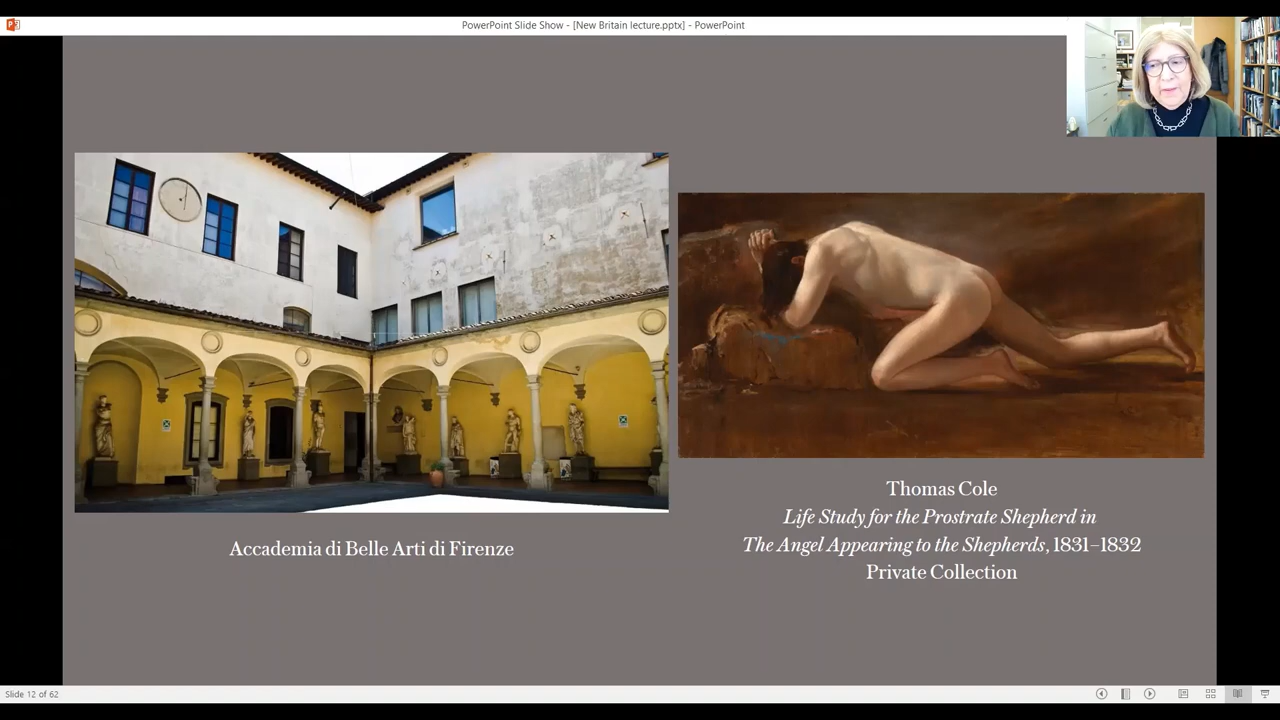 PowerPoint Slide Show - [New Britain lecture.pptx] - PowerPoint
Accademia di Belle Arti di Firenze
Thomas Cole
Life Study for the Prostrate Shepherd in
The Angel Appearing to the Shepherds, 1831–1832
Private Collection
Slide 12 of 62